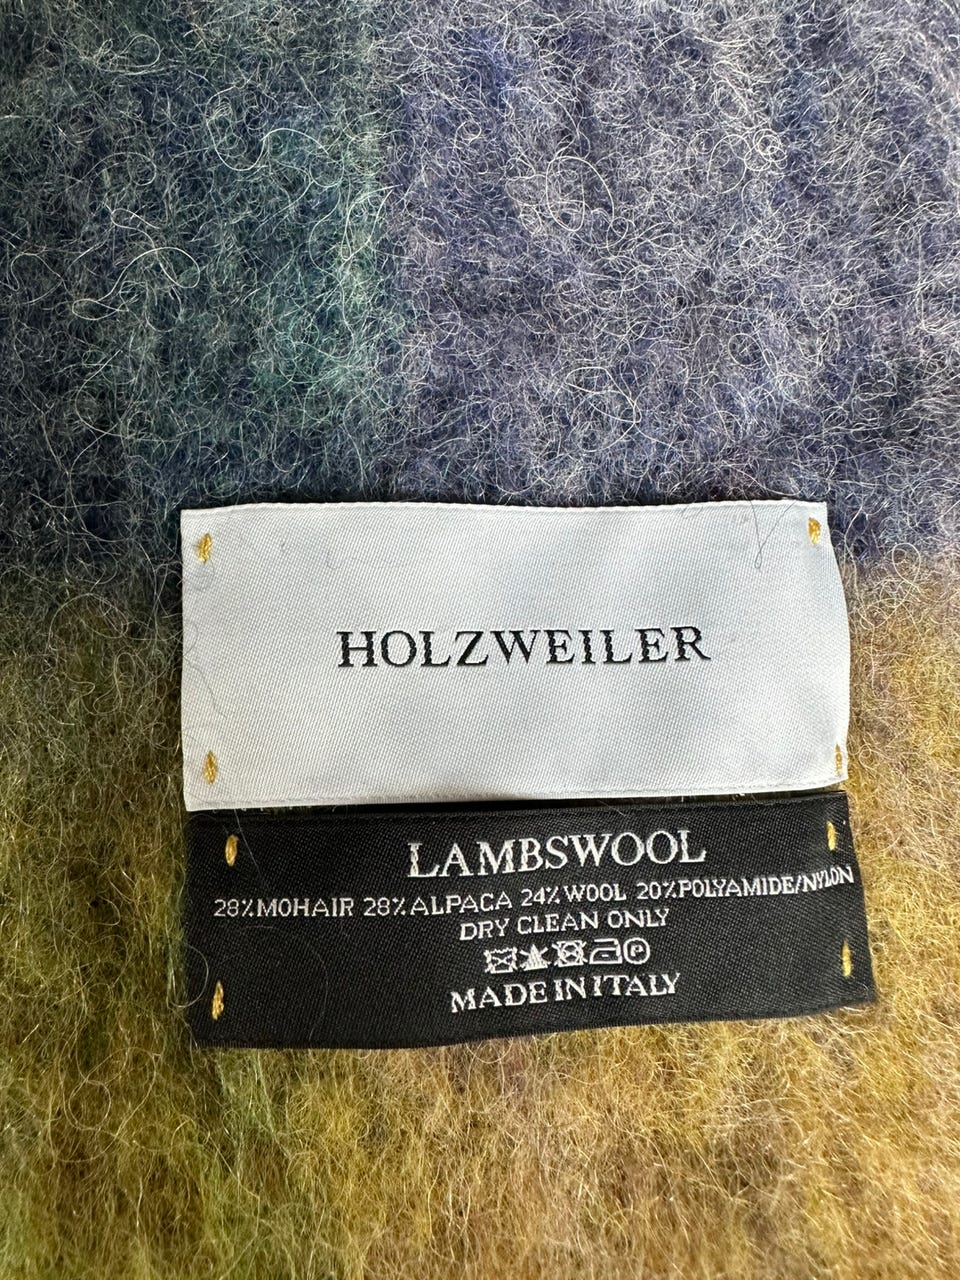 HOLZWEILER
LAMBSWOOL
28%MOHAIR 28%ALPACA 24%WOOL 20%POLYAMIDE/NYLON
DRY CLEAN ONLY
MADE IN ITALY